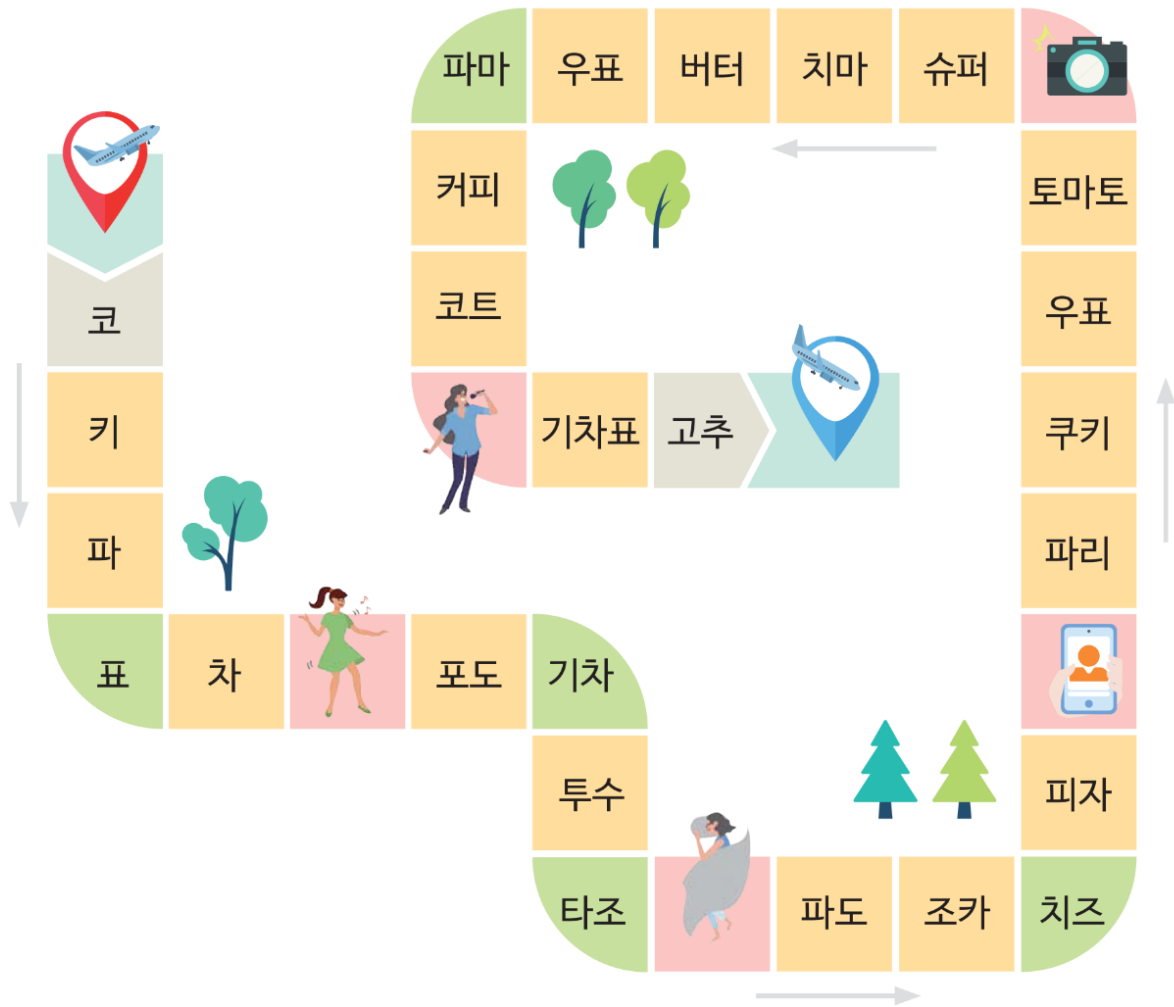 코
키
파
표
차
포도
기차
투수
타조
파도
조카
치즈
피자
파리
쿠키
우표
토마토
슈퍼
치마
버터
우표
파마
커피
코트
기차표
고추